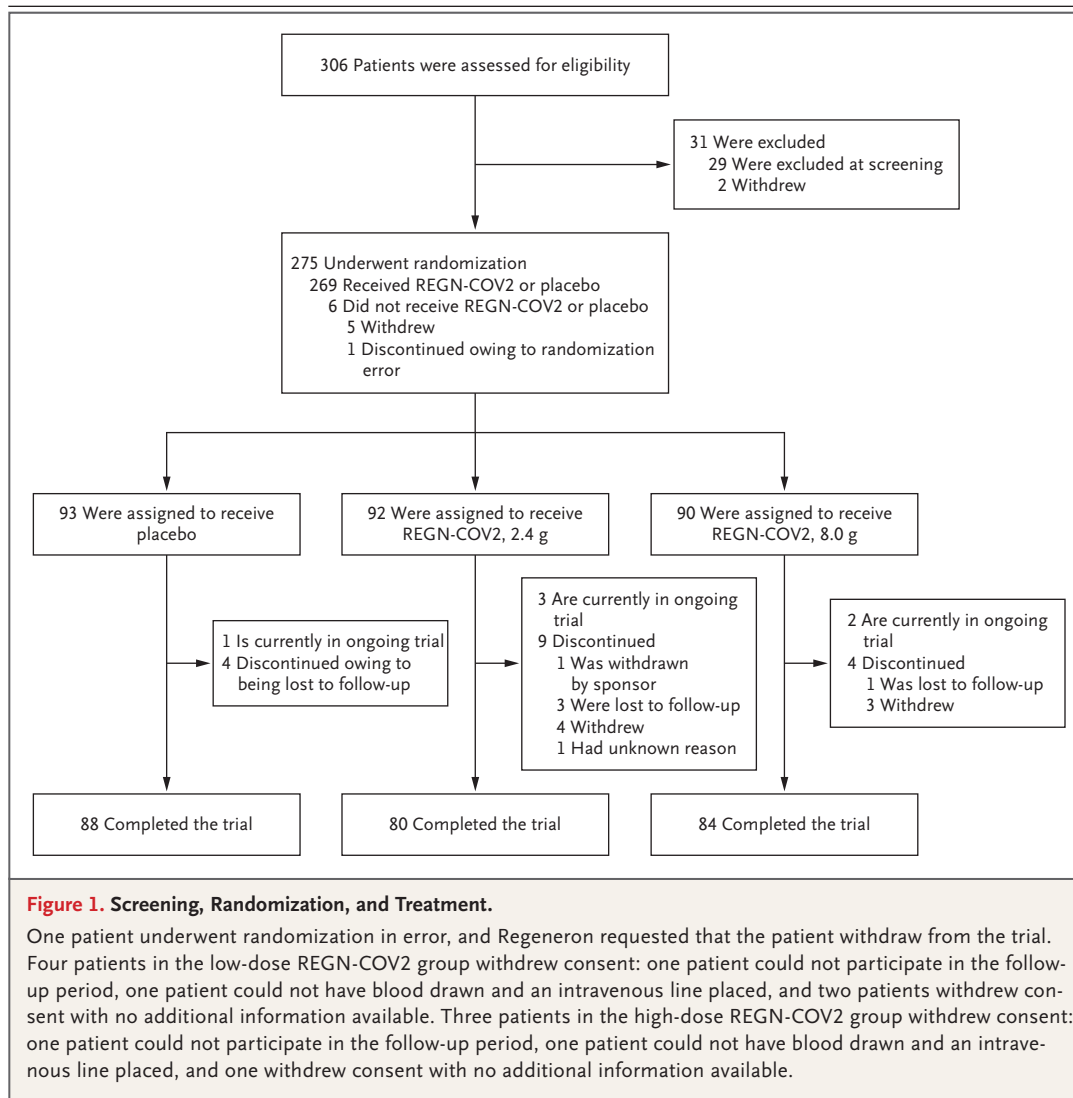 306 Patients were assessed for eligibility
31 Were excluded
29 Were excluded at screening
2 Withdrew
275 Underwent randomization
269 Received REGN-COV2 or placebo
6 Did not receive REGN-COV2 or placebo
5 Withdrew
1 Discontinued owing to randomization
error
93 Were assigned to receive
placebo
92 Were assigned to receive
REGN-COV2, 2.4 g
90 Were assigned to receive
REGN-COV2, 8.0 g
1 Is currently in ongoing trial
4 Discontinued owing to
being lost to follow-up
3 Are currently in ongoing
trial
9 Discontinued
1 Was withdrawn
by sponsor
3 Were lost to follow-up
4 Withdrew
1 Had unknown reason
2 Are currently in ongoing
trial
4 Discontinued
1 Was lost to follow-up
3 Withdrew
88 Completed the trial
80 Completed the trial
84 Completed the trial
Figure 1. Screening, Randomization, and Treatment.
One patient underwent randomization in error, and Regeneron requested that the patient withdraw from the trial.
Four patients in the low-dose REGN-COV2 group withdrew consent: one patient could not participate in the follow-
up period, one patient could not have blood drawn and an intravenous line placed, and two patients withdrew con-
sent with no additional information available. Three patients in the high-dose REGN-COV2 group withdrew consent:
one patient could not participate in the follow-up period, one patient could not have blood drawn and an intrave-
nous line placed, and one withdrew consent with no additional information available.